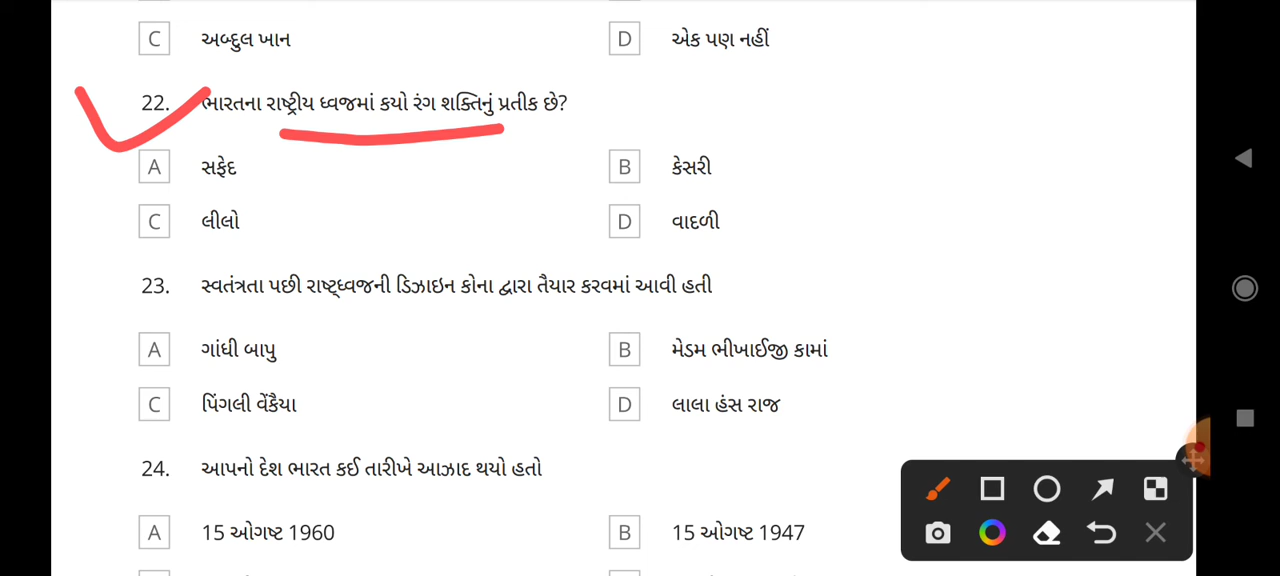 C અબ્દુલ ખાન D એક પણ નહીં
22. ભારતના રાષ્ટ્રીય ધ્વજમાં કયો રંગ શક્તિનું પ્રતીક છે?
A સફેદ B કેસરી
C લીલો D વાદળી
23. સ્વતંત્રતા પછી રાષ્ટ્ધ્વજની ડિઝાઇન કોના દ્વારા તૈયાર કરવમાં આવી હતી
A ગાંધી બાપુ B મેડમ ભીખાઈજી કામાં
C પિંગલી વેંકૈયા D લાલા હંસ રાજ
24. આપનો દેશ ભારત કઈ તારીખે આઝાદ થયો હતો
A 15 ઓગષ્ટ 1960 B 15 ઓગષ્ટ 1947